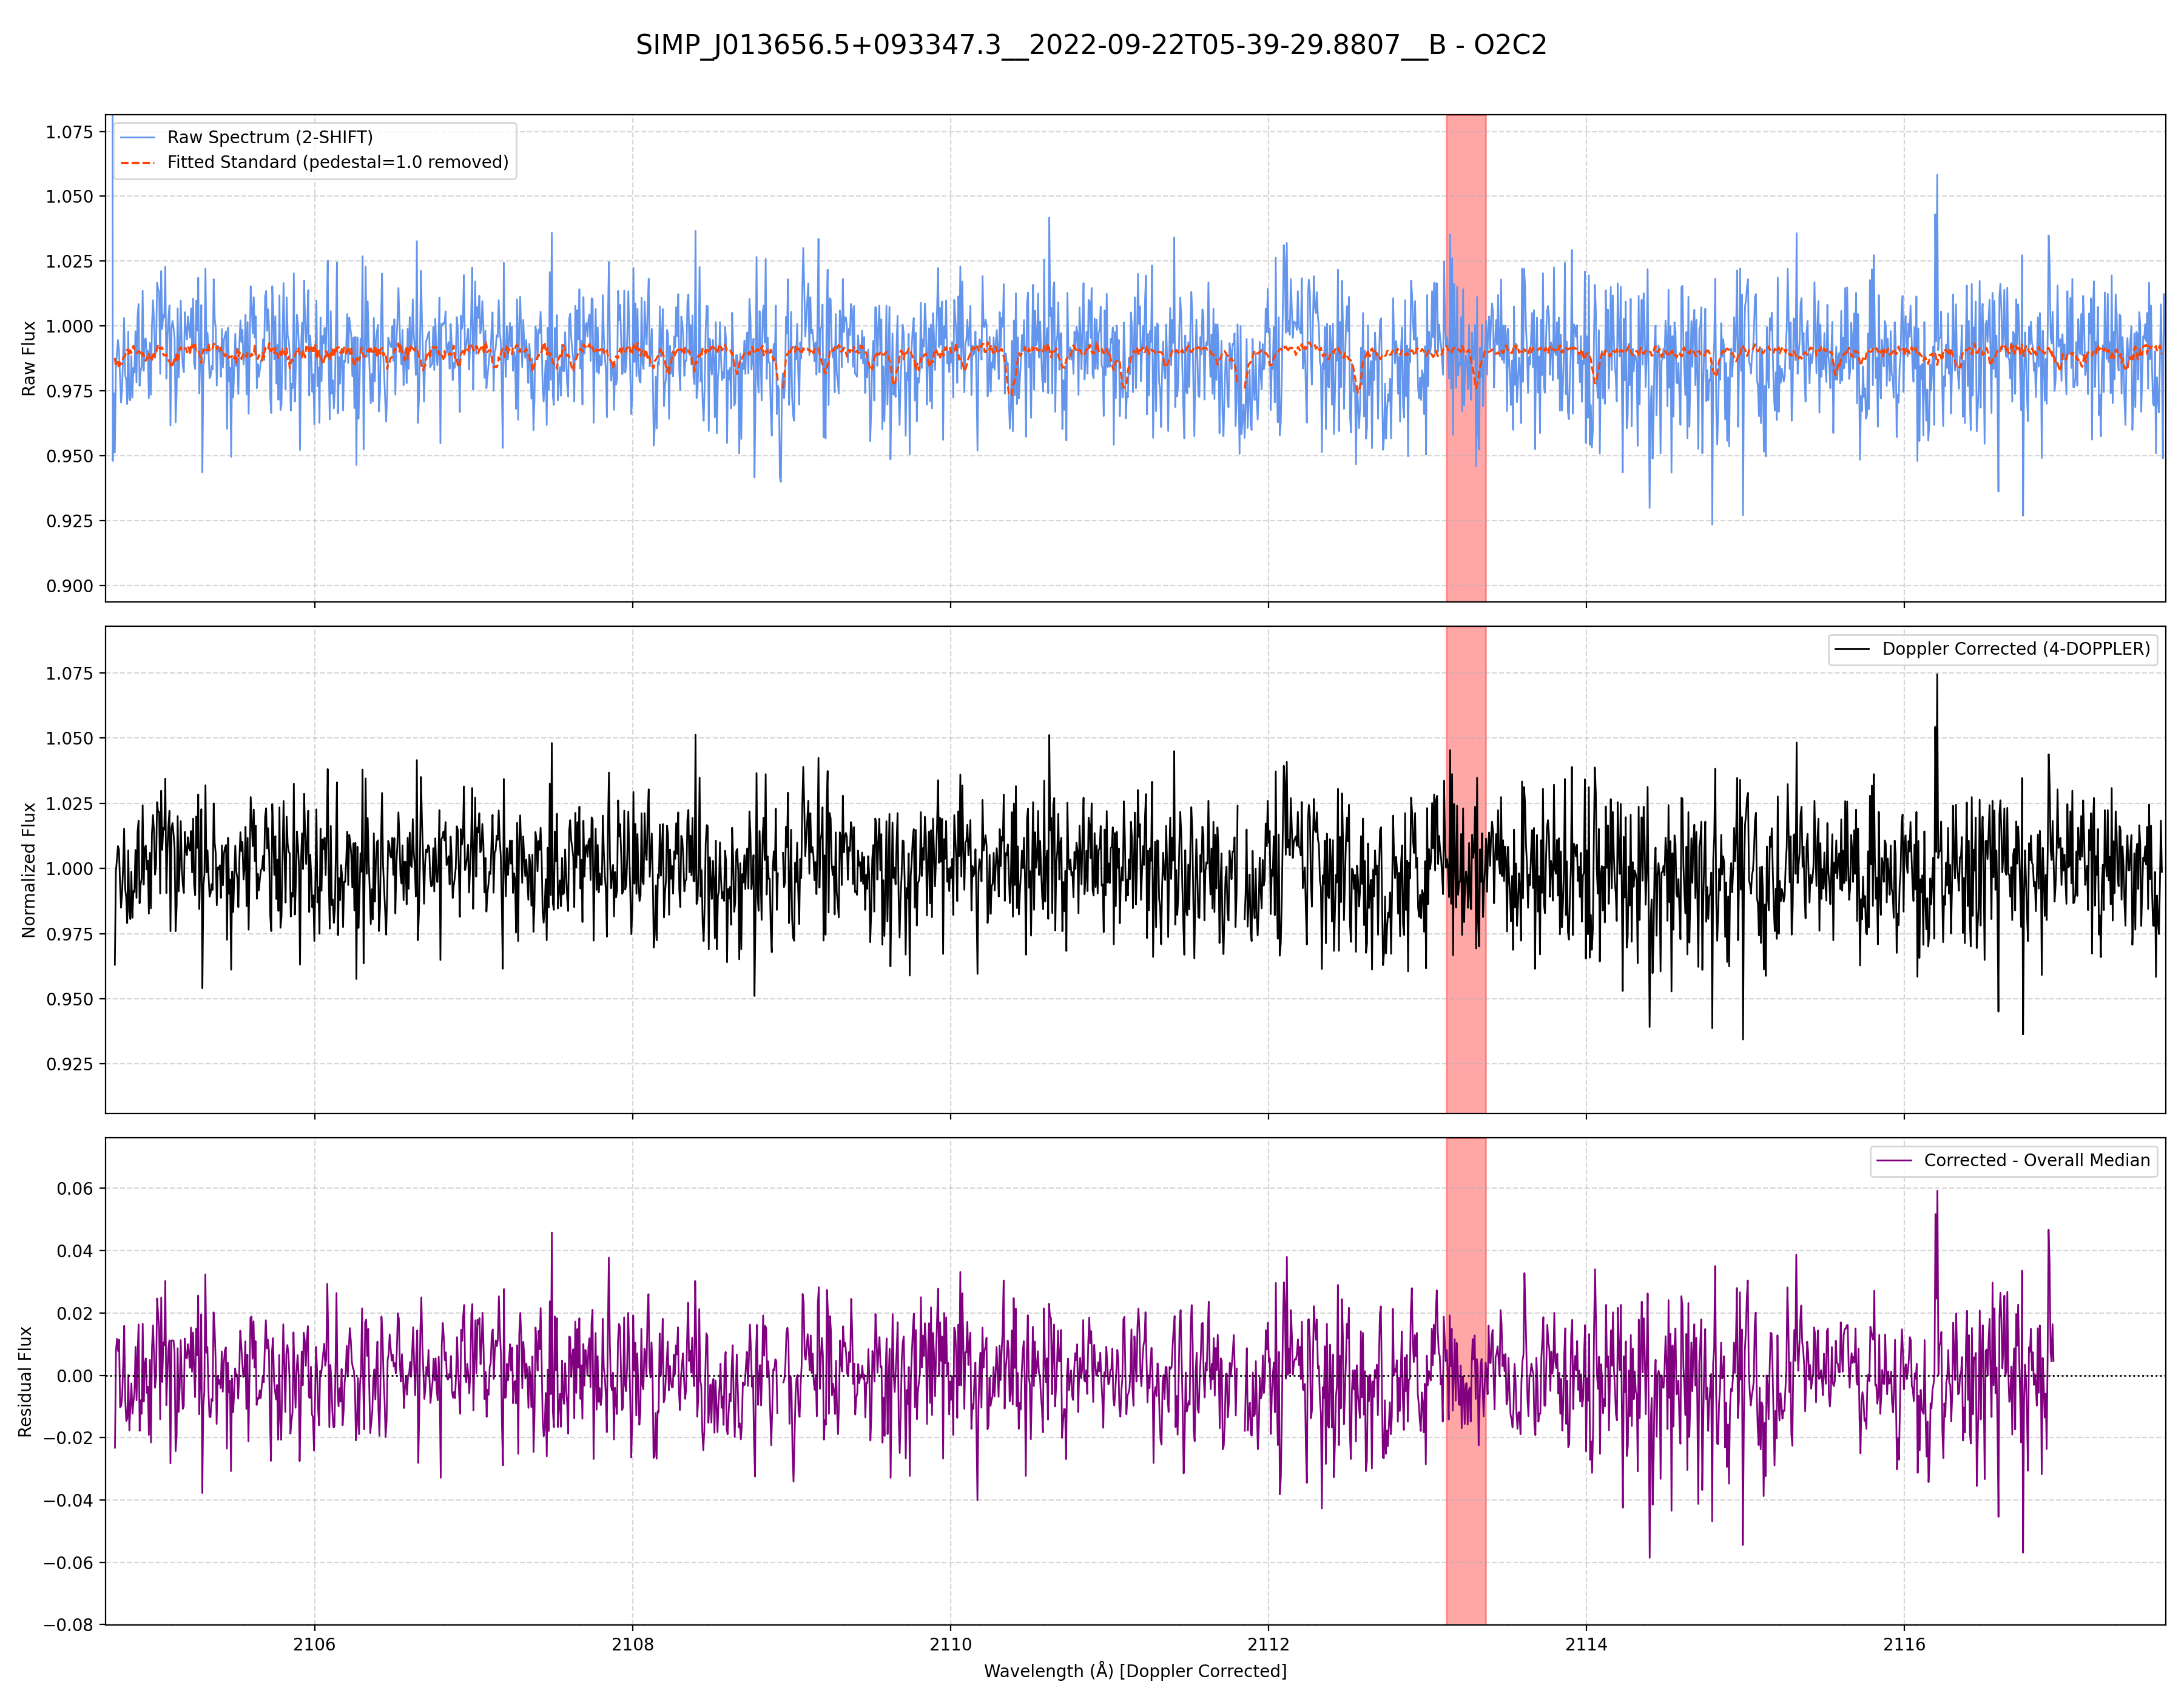 SIMP_J013656.5+093347.3__2022-09-22T05-39-29.8807__B - O2C2
Raw Flux
1.075
1.050
1.025
1.000
0.975
0.950
0.925
0.900
Raw Spectrum (2-SHIFT)
Fitted Standard (pedestal=1.0 removed)
Normalized Flux
1.075
1.050
1.025
1.000
0.975
0.950
0.925
Doppler Corrected (4-DOPPLER)
Residual Flux
0.06
0.04
0.02
0.00
−0.02
−0.04
−0.06
−0.08
Corrected - Overall Median
2106 2108 2110 2112 2114 2116
Wavelength (Å) [Doppler Corrected]